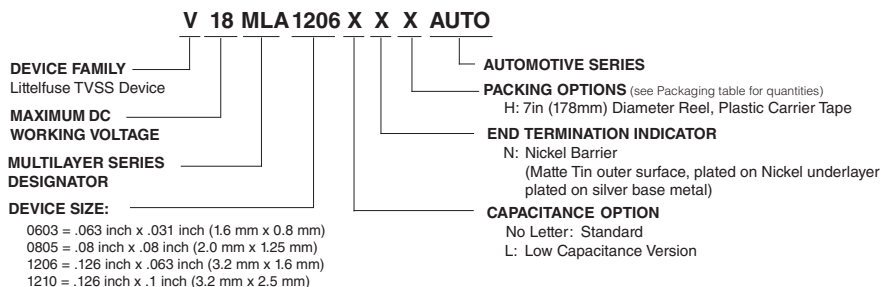 V 18 MLA 1206 X X X AUTO
DEVICE FAMILY
Littelfuse TVSS Device
MAXIMUM DC
WORKING VOLTAGE
MULTILAYER SERIES
DESIGNATOR
DEVICE SIZE:
0603 = .063 inch x .031 inch (1.6 mm x 0.8 mm)
0805 = .08 inch x .08 inch (2.0 mm x 1.25 mm)
1206 = .126 inch x .063 inch (3.2 mm x 1.6 mm)
1210 = .126 inch x .1 inch (3.2 mm x 2.5 mm)
AUTOMOTIVE SERIES
PACKING OPTIONS (see Packaging table for quantities)
H: 7in (178mm) Diameter Reel, Plastic Carrier Tape
END TERMINATION INDICATOR
N: Nickel Barrier
(Matte Tin outer surface, plated on Nickel underlayer
plated on silver base metal)
CAPACITANCE OPTION
No Letter: Standard
L: Low Capacitance Version